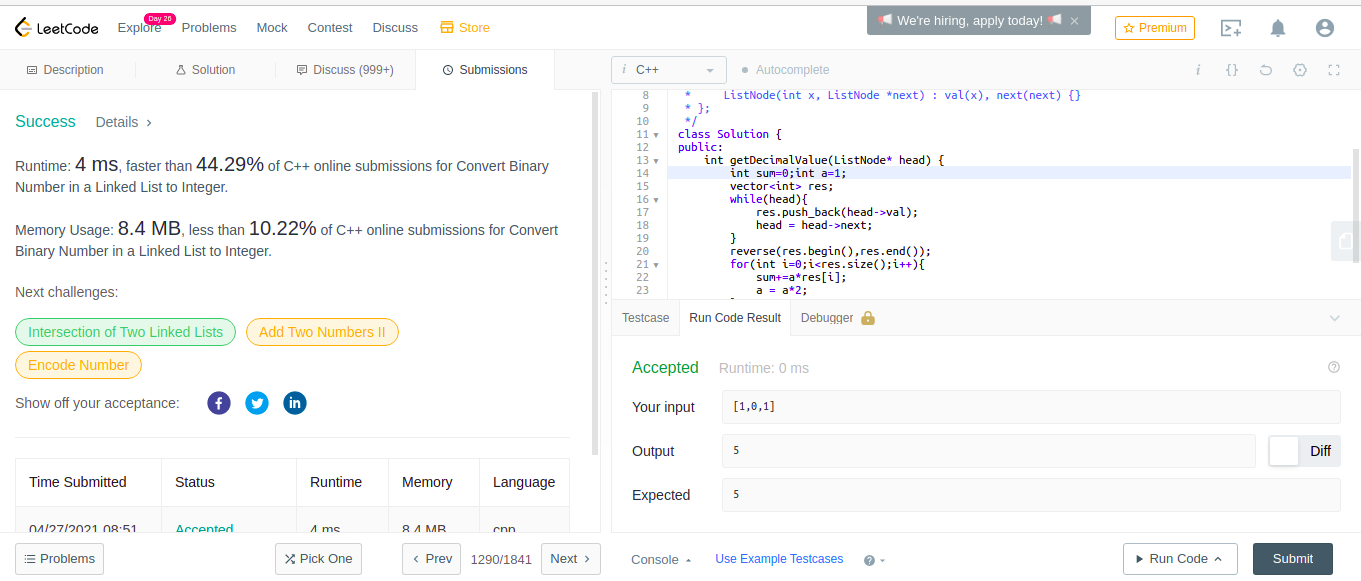 LeetCode Explore Day 26 Problems Mock Contest Discuss Store We're hiring, apply today! × Premium
Description Solution Discuss (999+) Submissions
i C++ Autocomplete i {}
Success Details >
Runtime: 4 ms, faster than 44.29% of C++ online submissions for Convert Binary
Number in a Linked List to Integer.
Memory Usage: 8.4 MB, less than 10.22% of C++ online submissions for Convert
Binary Number in a Linked List to Integer.
Next challenges:
Intersection of Two Linked Lists Add Two Numbers II
Encode Number
Show off your acceptance:
Time Submitted Status Runtime Memory Language
04/27/2021 08:51 Accepted 4 ms 8.4 MB cpp
Problems Pick One < Prev 1290/1841 Next >
8 * ListNode(int x, ListNode *next) : val(x), next(next) {}
9 * };
10 */
11 class Solution {
12 public:
13 int getDecimalValue(ListNode* head) {
14 int sum=0;int a=1;
15 vector<int> res;
16 while(head){
17 res.push_back(head->val);
18 head = head->next;
19 }
20 reverse(res.begin(),res.end());
21 for(int i=0;i<res.size();i++){
22 sum+=a*res[i];
23 a = a*2;
Testcase Run Code Result Debugger
Accepted Runtime: 0 ms
Your input [1,0,1]
Output 5 Diff
Expected 5
Console Use Example Testcases Run Code Submit